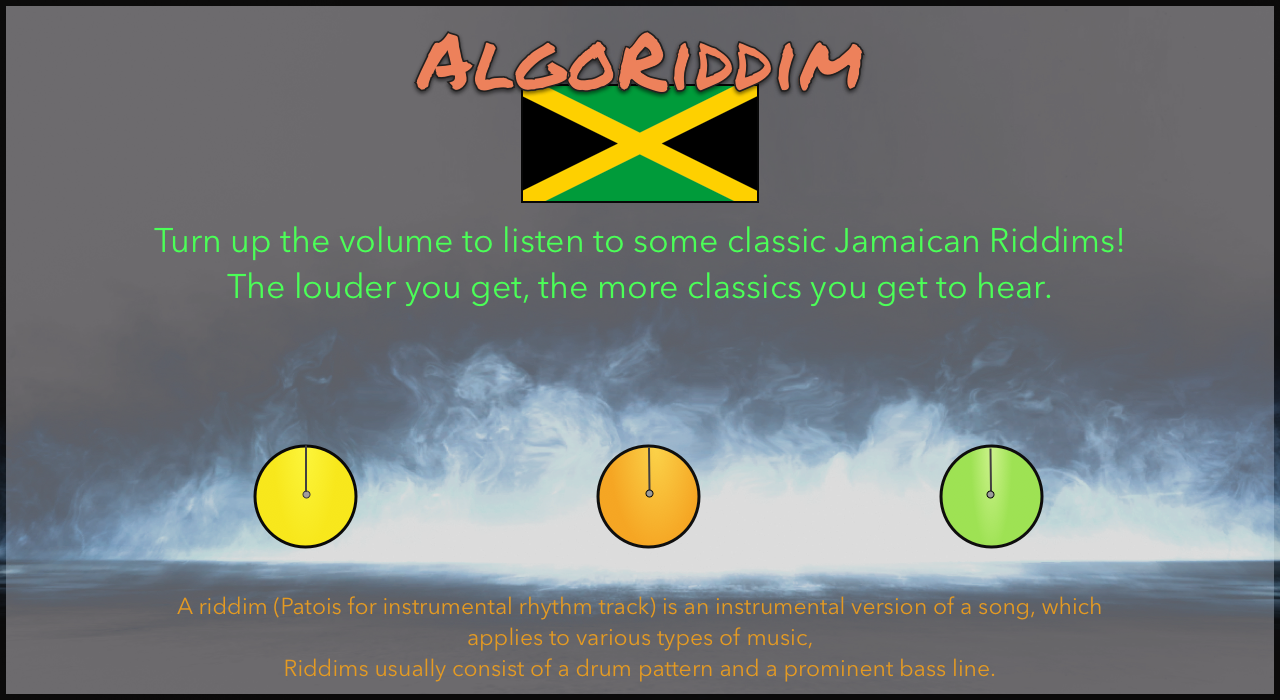 AlgoRiddim
Turn up the volume to listen to some classic Jamaican Riddims!
The louder you get, the more classics you get to hear.
A riddim (Patois for instrumental rhythm track) is an instrumental version of a song, which
applies to various types of music,
Riddims usually consist of a drum pattern and a prominent bass line.